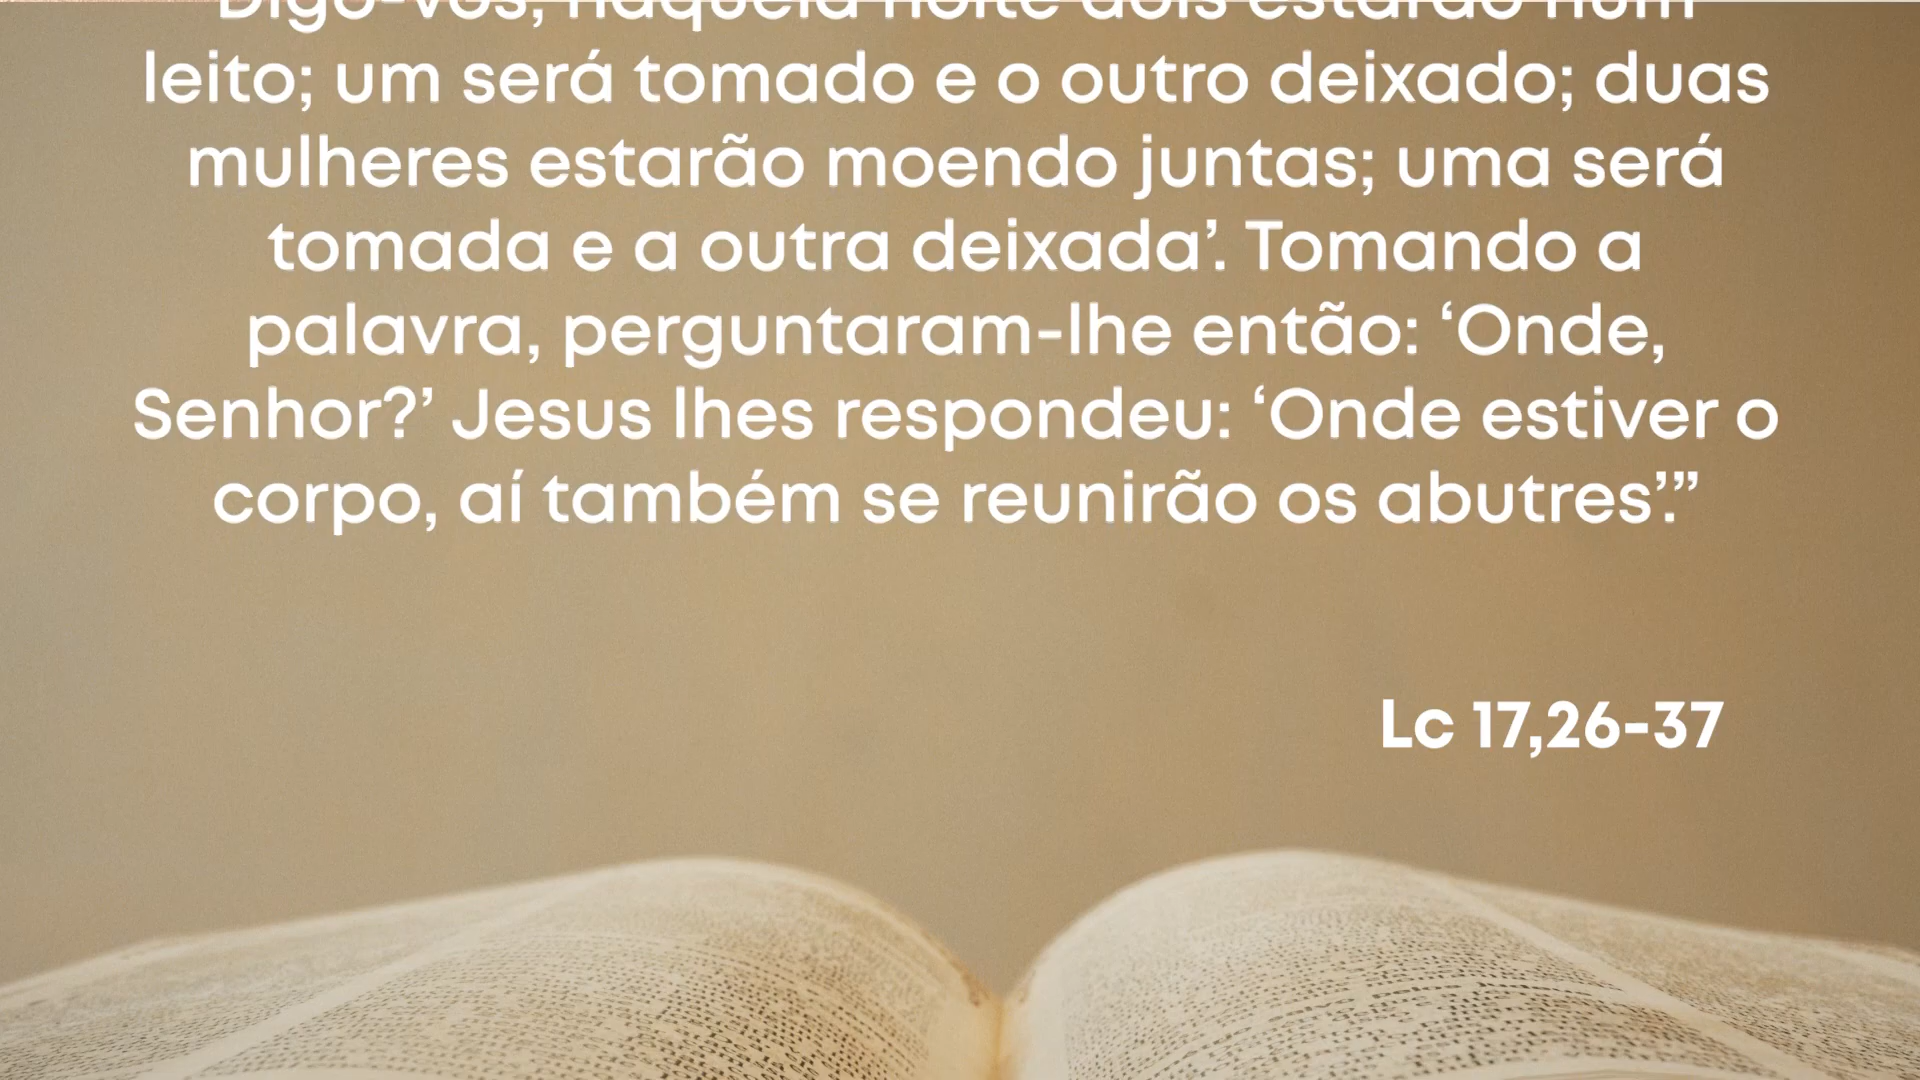 Digo-vos, naquela noite dois estarão num
leito; um será tomado e o outro deixado; duas
mulheres estarão moendo juntas; uma será
tomada e a outra deixada’. Tomando a
palavra, perguntaram-lhe então: ‘Onde,
Senhor?’ Jesus lhes respondeu: ‘Onde estiver o
corpo, aí também se reunirão os abutres’.”
Lc 17,26-37